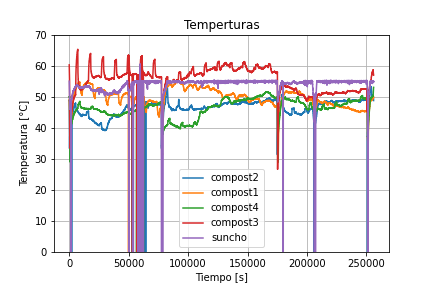 Temperturas
Temperatura [°C]
70
60
50
40
30
20
10
0
compost2
compost1
compost4
compost3
suncho
0
50000
100000
150000
200000
250000
Tiempo [s]